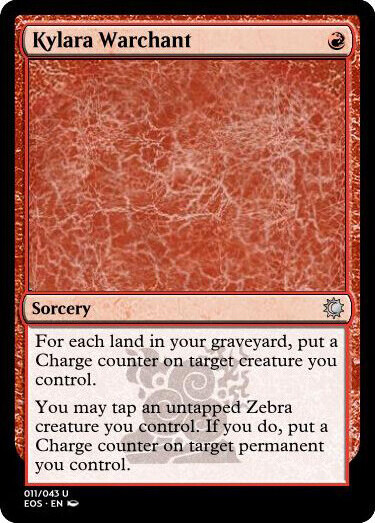 Kylara Warchant
Sorcery
For each land in your graveyard, put a
Charge counter on target creature you
control.
You may tap an untapped Zebra
creature you control. If you do, put a
Charge counter on target permanent
you control.
011/043 U
EOS · EN